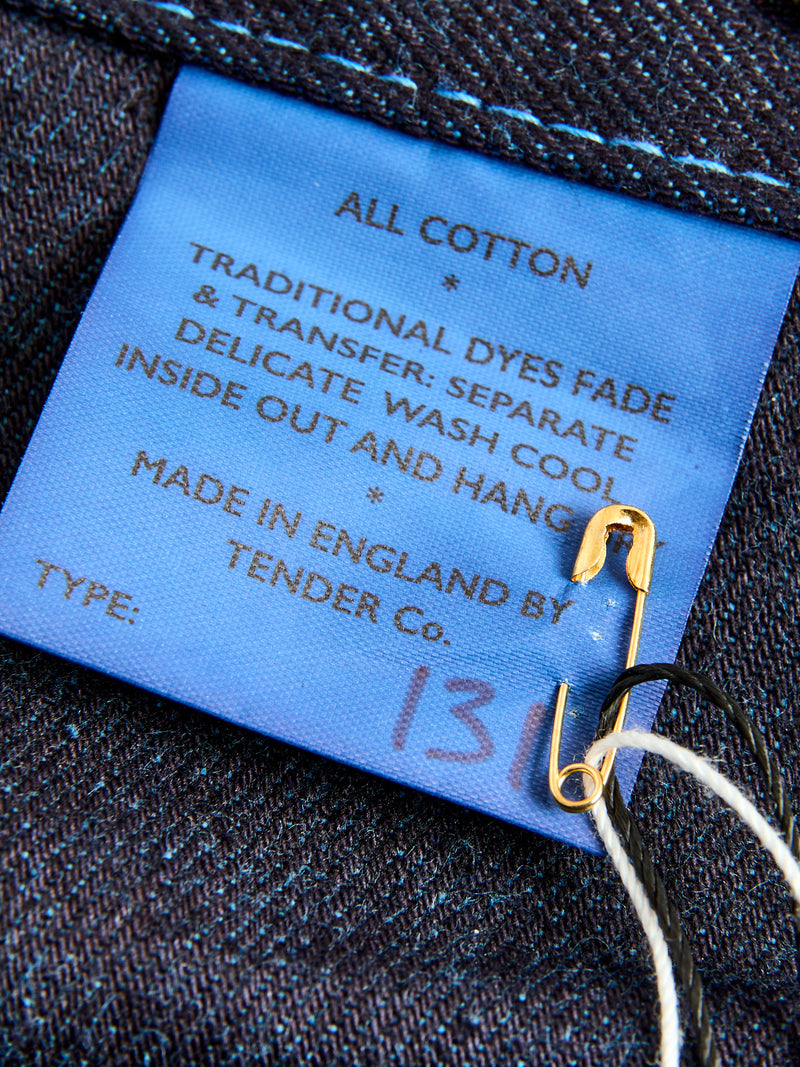 ALL COTTON
*
TRADITIONAL DYES FADE
& TRANSFER: SEPARATE
DELICATE WASH COOL
INSIDE OUT AND HANG
*
MADE IN ENGLAND BY
TENDER Co.
TYPE:
131